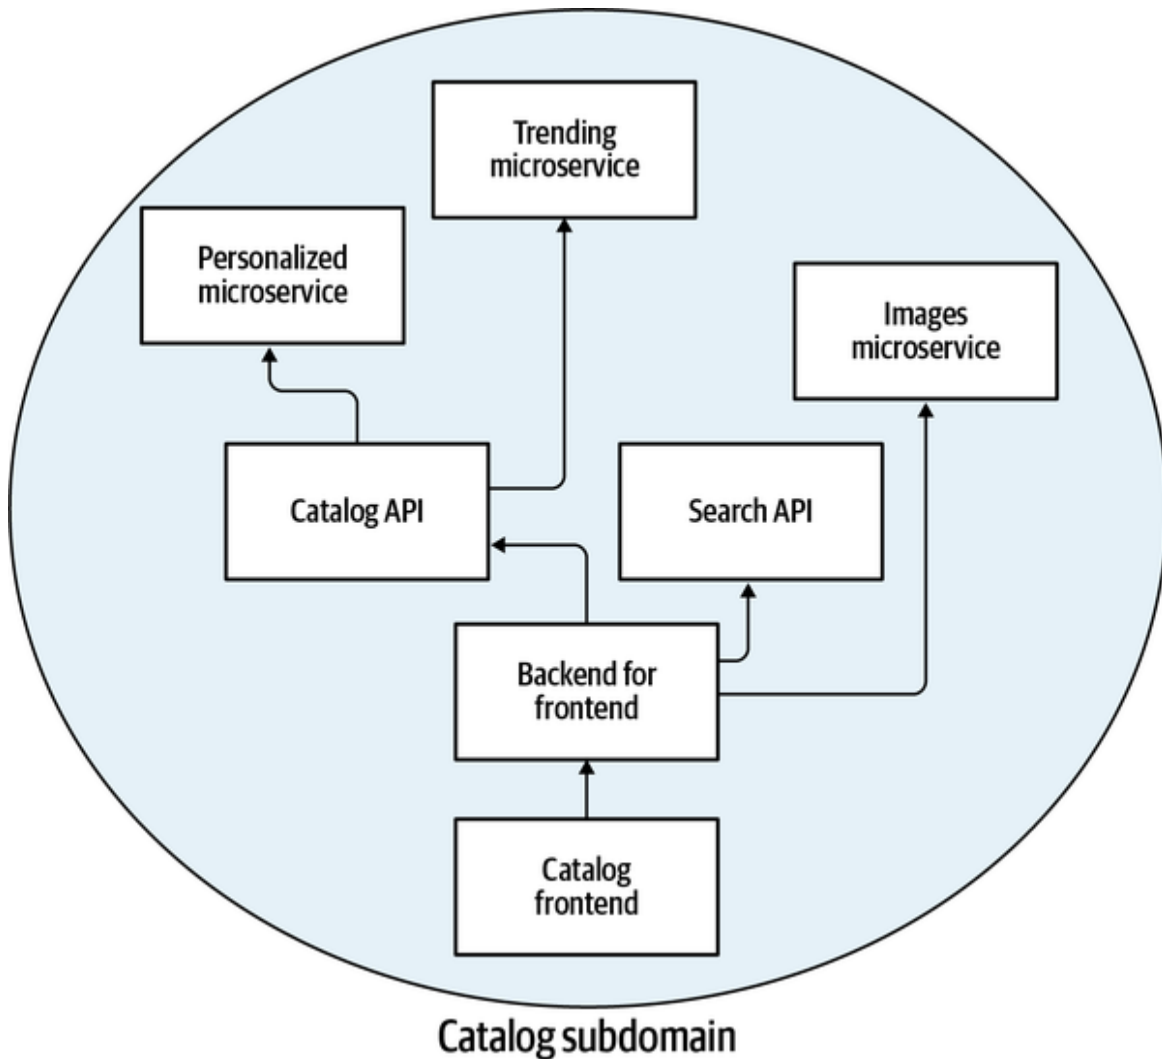 Trending
microservice
Personalized
microservice
Images
microservice
Catalog API
Search API
Backend for
frontend
Catalog
frontend
Catalog subdomain